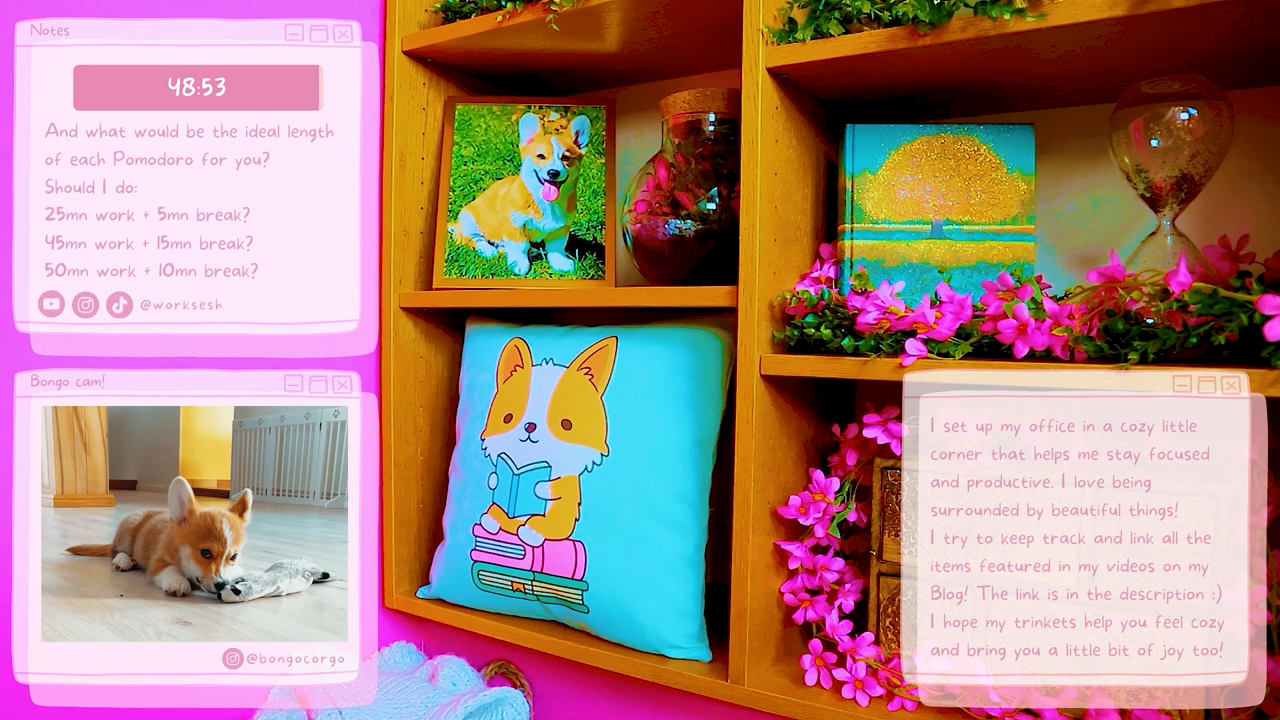 Notes
48:53
And what would be the ideal length
of each Pomodoro for you?
Should I do:
25mn work + 5mn break?
45mn work + 15mn break?
50mn work + 10mn break?
@worksesh
Bongo cam!
@bongocorgo
I set up my office in a cozy little
corner that helps me stay focused
and productive. I love being
surrounded by beautiful things!
I try to keep track and link all the
items featured in my videos on my
Blog! The link is in the description :)
I hope my trinkets help you feel cozy
and bring you a little bit of joy too!